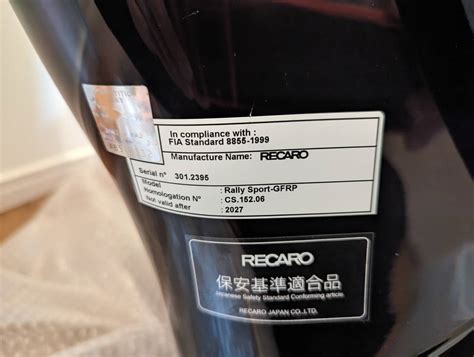 In compliance with :
FIA Standard 8855-1999
Manufacture Name: RECARO
Serial n° 301.2395
Model : Rally Sport-GFRP
Homologation N° : CS.152.06
Not valid after : 2027
RECARO
保安基準適合品
Japanese Safety Standard Conforming article
RECARO JAPAN CO.,LTD.